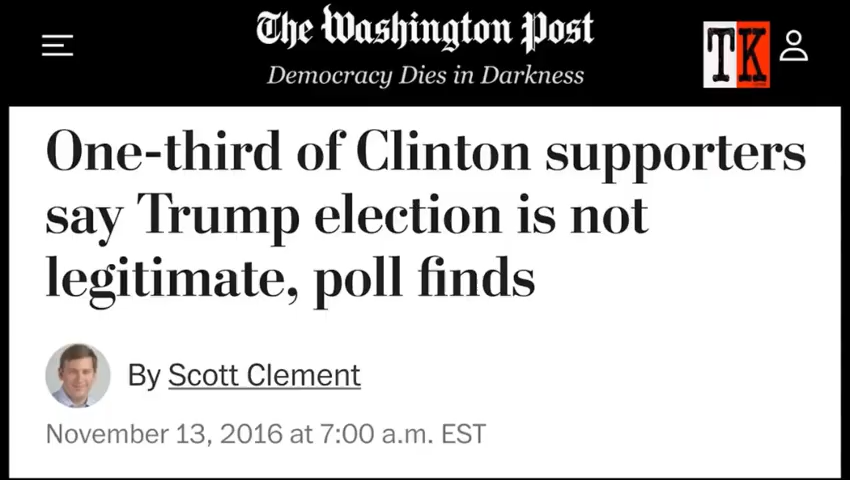 The Washington Post
Democracy Dies in Darkness
TK
One-third of Clinton supporters
say Trump election is not
legitimate, poll finds
By Scott Clement
November 13, 2016 at 7:00 a.m. EST